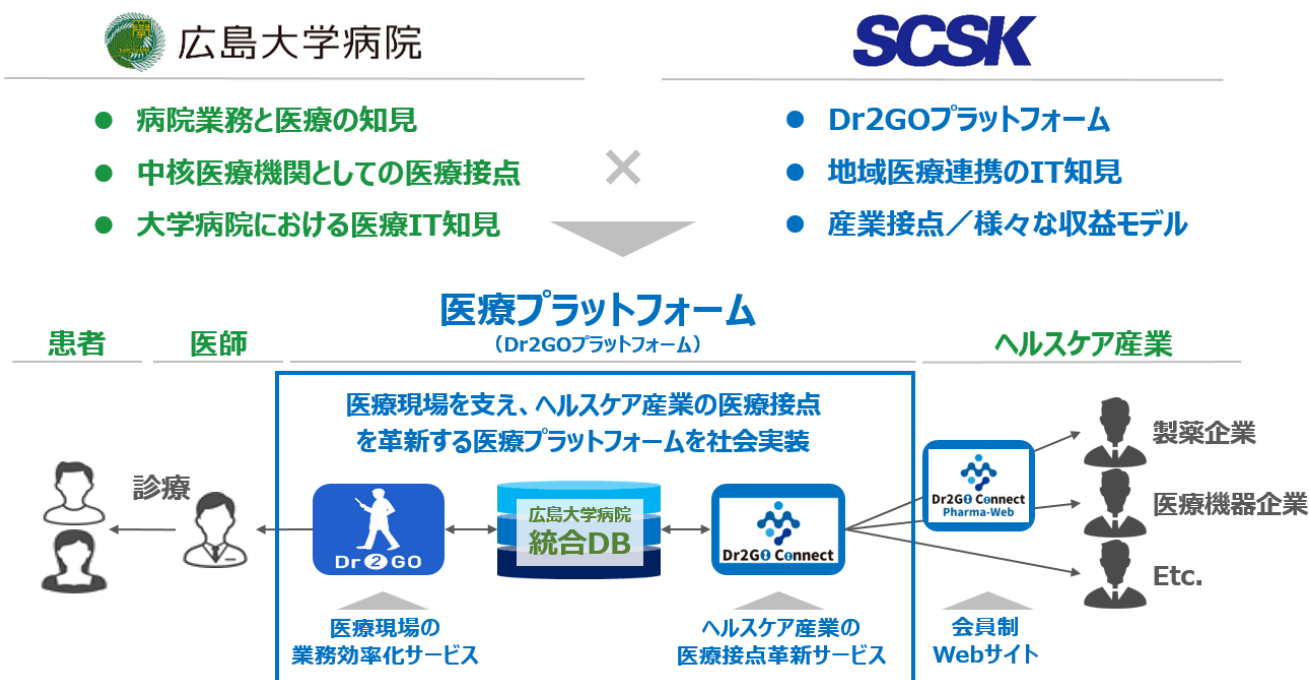 広島大学病院
SCSK
● 病院業務と医療の知見
● 中核医療機関としての医療接点
● 大学病院における医療IT知見
×
● Dr2GOプラットフォーム
● 地域医療連携のIT知見
● 産業接点／様々な収益モデル
医療プラットフォーム
（Dr2GOプラットフォーム）
患者
医師
ヘルスケア産業
医療現場を支え、ヘルスケア産業の医療接点
を革新する医療プラットフォームを社会実装
診療
Dr2GO
広島大学病院
統合DB
Dr2GO Connect
Dr2GO Connect
Pharma-Web
製薬企業
医療機器企業
Etc.
医療現場の
業務効率化サービス
ヘルスケア産業の
医療接点革新サービス
会員制
Webサイト